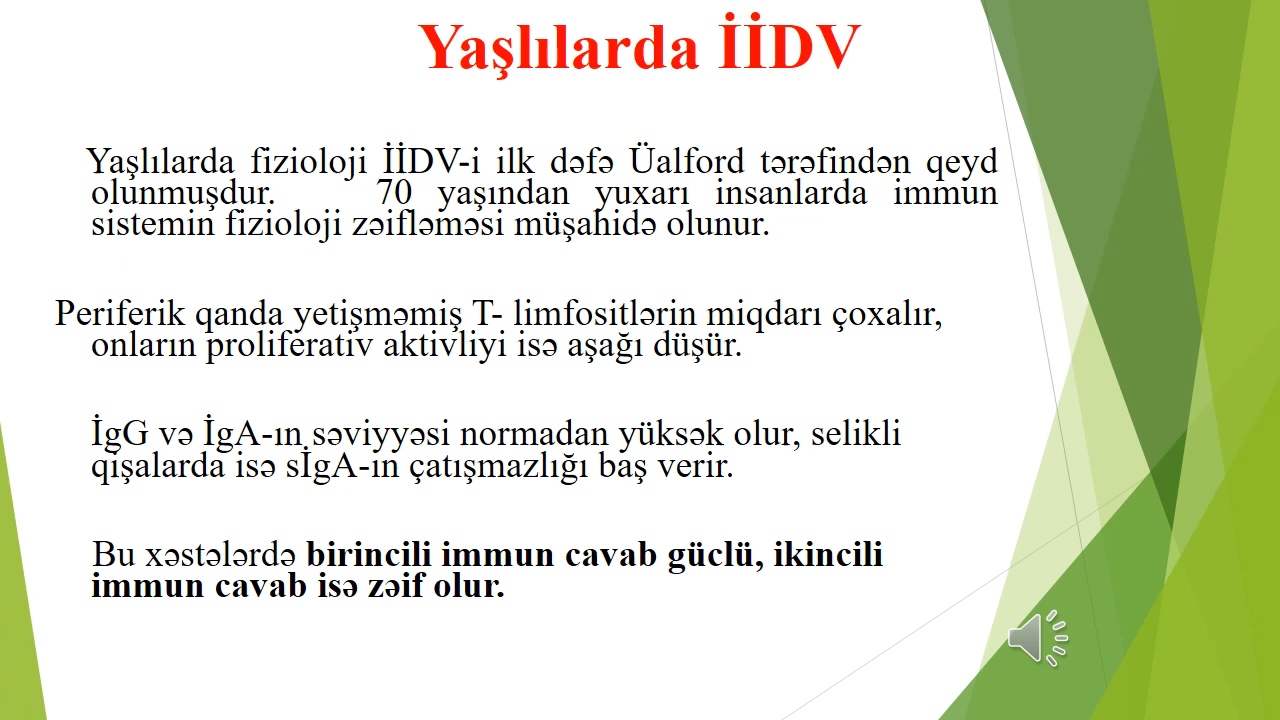 Yaşlılarda İİDV
Yaşlılarda fizioloji İİDV-i ilk dəfə Üalford tərəfindən qeyd
olunmuşdur. 70 yaşından yuxarı insanlarda immun
sistemin fizioloji zəifləməsi müşahidə olunur.
Periferik qanda yetişməmiş T- limfositlərin miqdarı çoxalır,
onların proliferativ aktivliyi isə aşağı düşür.
İgG və İgA-ın səviyyəsi normadan yüksək olur, selikli
qişalarda isə sİgA-ın çatışmazlığı baş verir.
Bu xəstələrdə birincili immun cavab güclü, ikincili
immun cavab isə zəif olur.